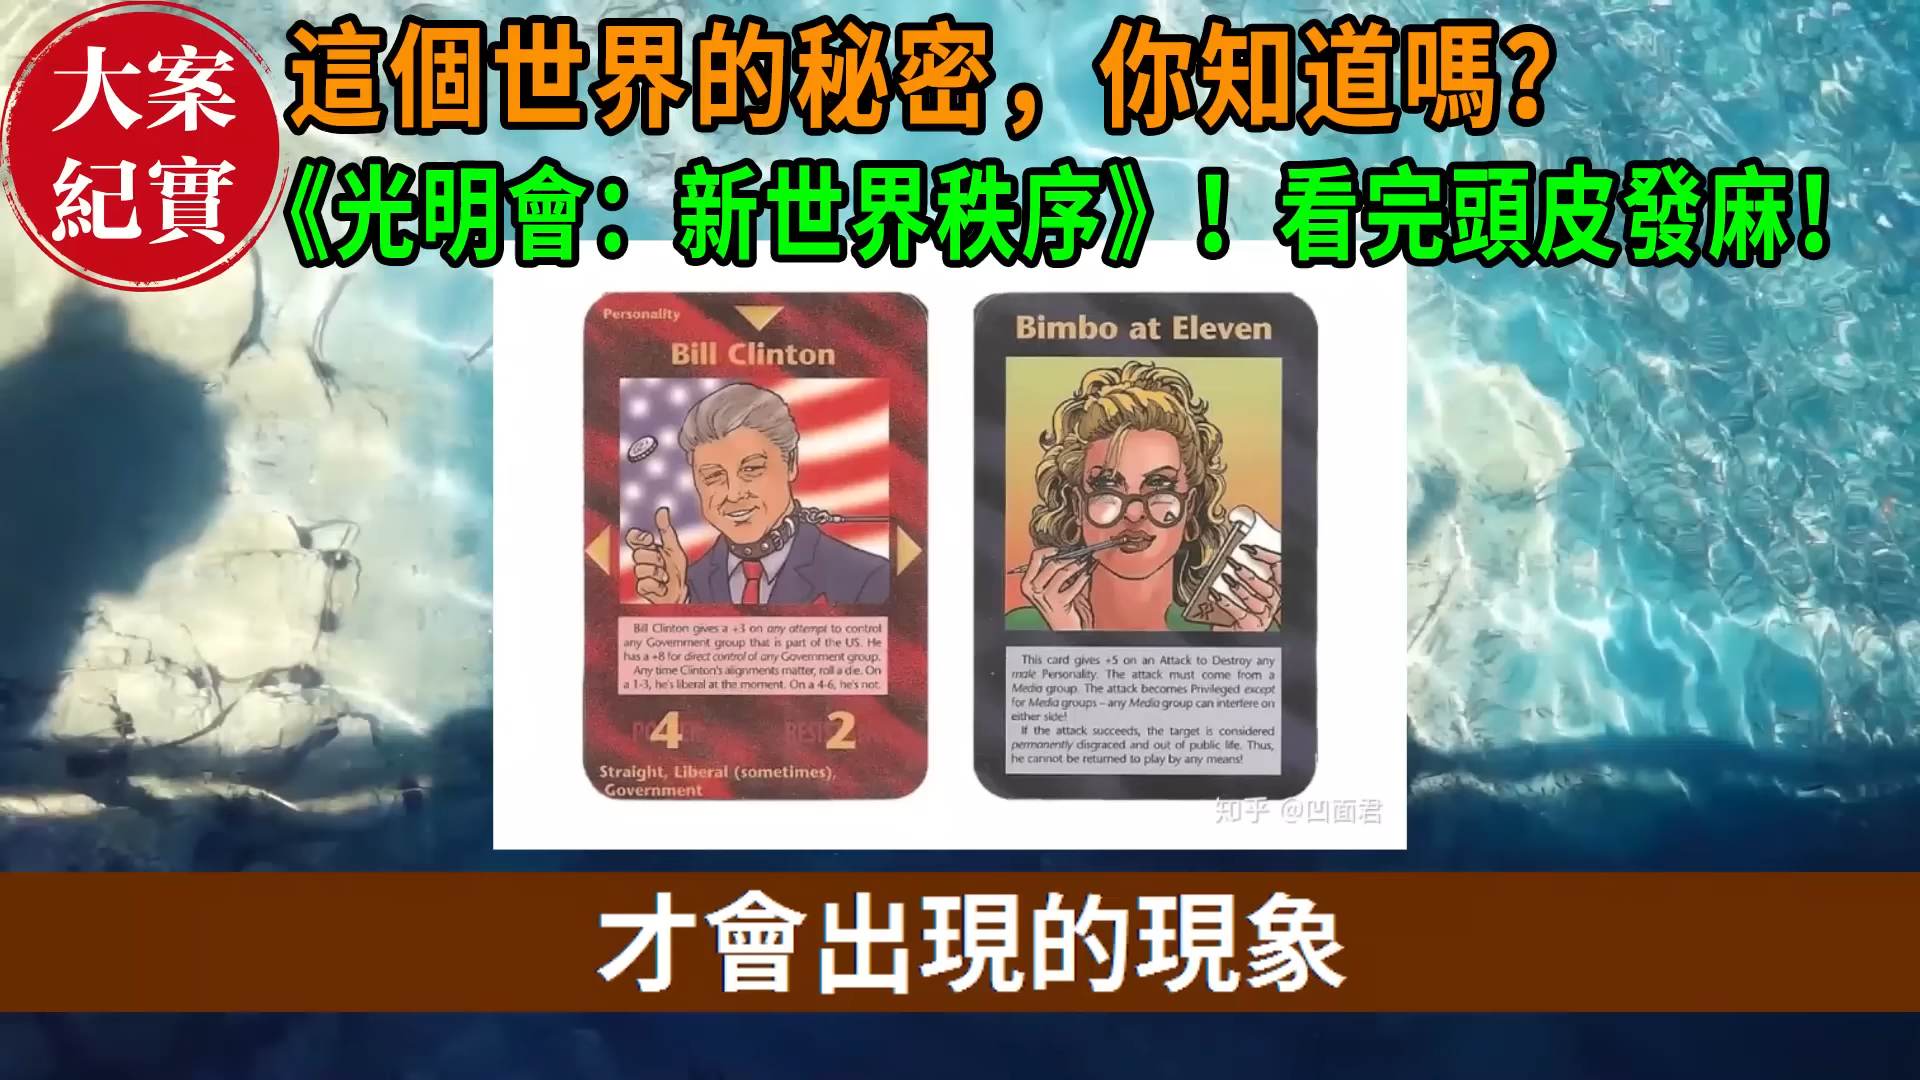 大案
紀實
這個世界的秘密，你知道嗎？
《光明會：新世界秩序》！看完頭皮發麻！
Personality
Bill Clinton
Bill Clinton gives a +3 on any attempt to control
any Government group that is part of the US. He
has a +8 for direct control of any Government group.
Any time Clinton's alignments matter, roll a die. On
a 1-3, he's liberal at the moment. On a 4-6, he's not.
4
2
Straight, Liberal (sometimes),
Government
Bimbo at Eleven
This card gives +5 on an Attack to Destroy any
male Personality. The attack must come from a
Media group. The attack becomes Privileged except
for Media groups – any Media group can interfere on
either side!
If the attack succeeds, the target is considered
permanently disgraced and out of public life. Thus,
he cannot be returned to play by any means!
知乎 @凹面君
才會出現的現象